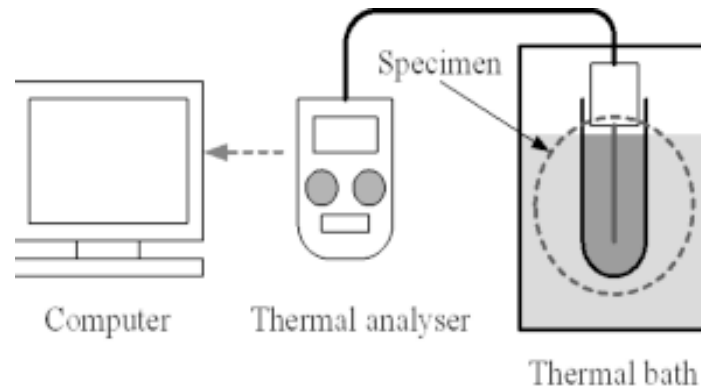 Specimen
Computer
Thermal analyser
Thermal bath